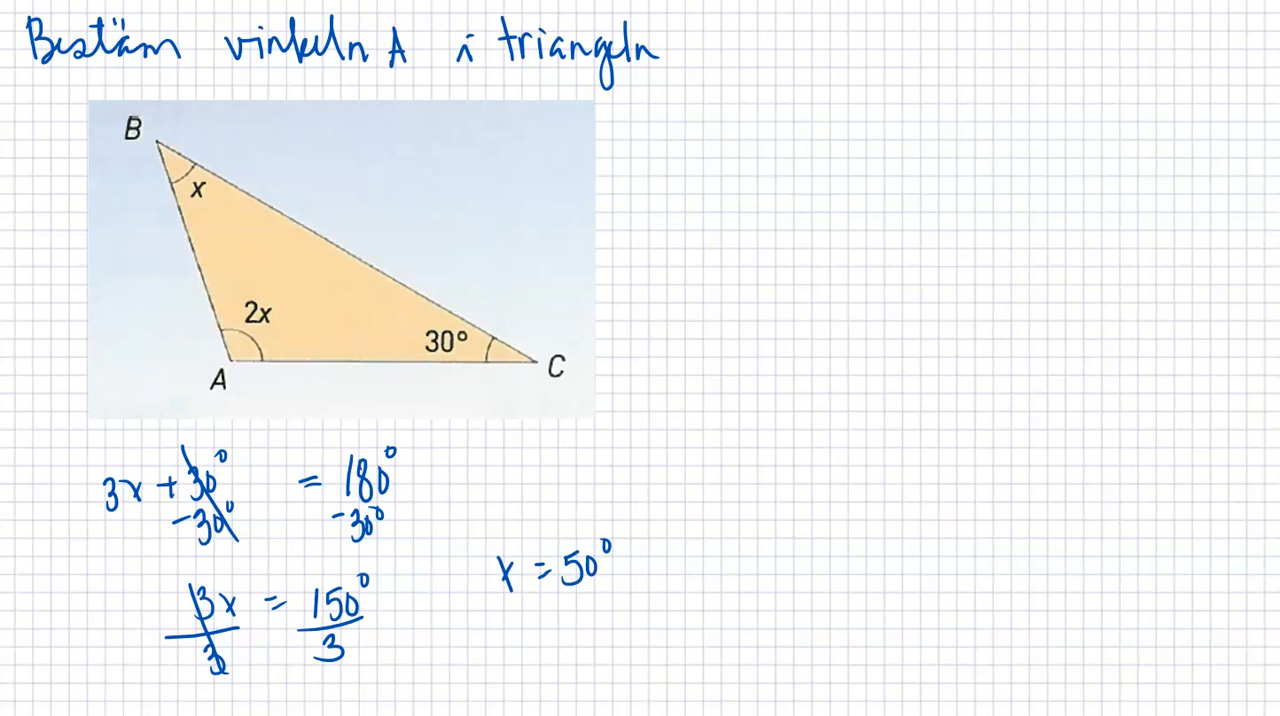 Bestäm vinkeln A i triangeln
B
x
2x
30°
A
C
3x + 30° = 180°
-30° -30°
x = 50°
3x = 150°
3 3